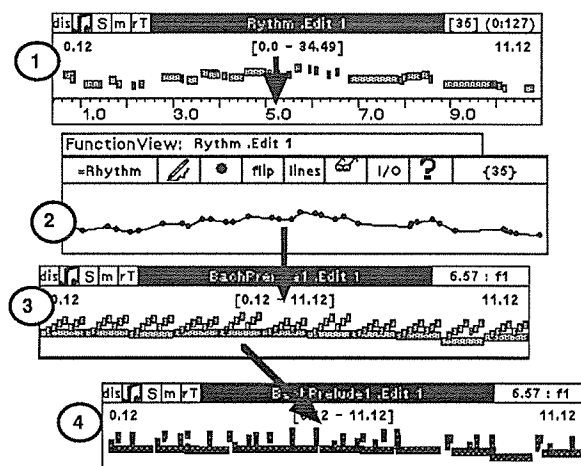 dis S m rT Rythm .Edit 1 [35] (0:127)
1
0.12 [0.0 - 34.49] 11.12
1.0 3.0 5.0 7.0 9.0
FunctionView: Rythm .Edit 1
=Rhythm flip lines I/O ? {35}
2
dis S m rT .Edit 1 6.57 : f1
3
0.12 [0.12 - 11.12] 11.12
dis S m rT .Edit 1 6.57 : f1
4
0.12 - 11.12] 11.12